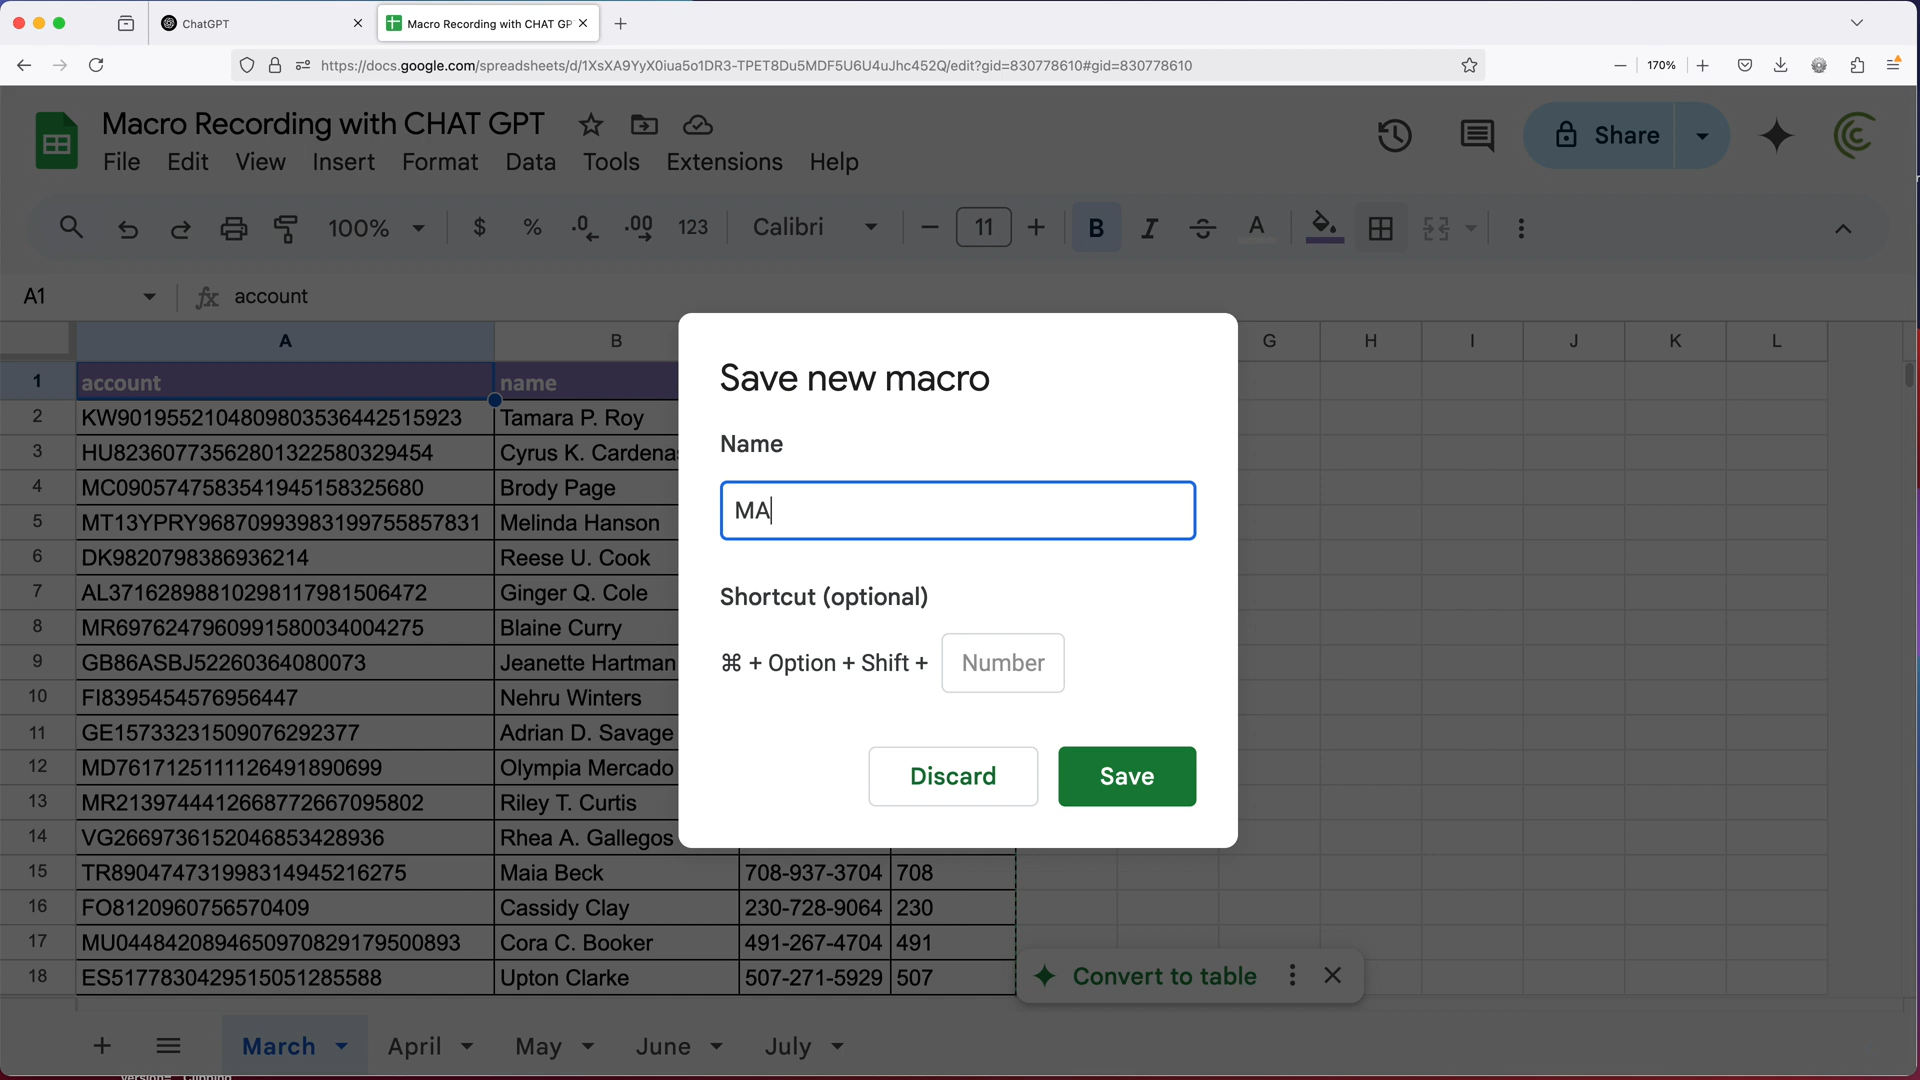 ChatGPT
Macro Recording with CHAT GP
https://docs.google.com/spreadsheets/d/1XsXA9YyX0iua5o1DR3-TPET8Du5MDF5U6U4uJhc452Q/edit?gid=830778610#gid=830778610
170%
Macro Recording with CHAT GPT
File Edit View Insert Format Data Tools Extensions Help
Share
100% $ % .0 .00 123 Calibri 11 B I S A
A1 fx account
A B G H I J K L
1 account name
2 KW9019552104809803536442515923 Tamara P. Roy
3 HU82360773562801322580329454 Cyrus K. Cardena
4 MC0905747583541945158325680 Brody Page
5 MT13YPRY968709939831997558578​31 Melinda Hanson
6 DK9820798386936214 Reese U. Cook
7 AL37162898810298117981506472 Ginger Q. Cole
8 MR6976247960991580034004275 Blaine Curry
9 GB86ASBJ52260364080073 Jeanette Hartman
10 FI8395454576956447 Nehru Winters
11 GE15733231509076292377 Adrian D. Savage
12 MD7617125111126491890699 Olympia Mercado
13 MR2139744412668772667095802 Riley T. Curtis
14 VG2669736152046853428936 Rhea A. Gallegos
15 TR890474731998314945216275 Maia Beck 708-937-3704 708
16 FO8120960756570409 Cassidy Clay 230-728-9064 230
17 MU0448420894650970829179500893 Cora C. Booker 491-267-4704 491
18 ES5177830429515051285588 Upton Clarke 507-271-5929 507
Save new macro
Name
MA
Shortcut (optional)
⌘ + Option + Shift + Number
Discard Save
Convert to table
March April May June July